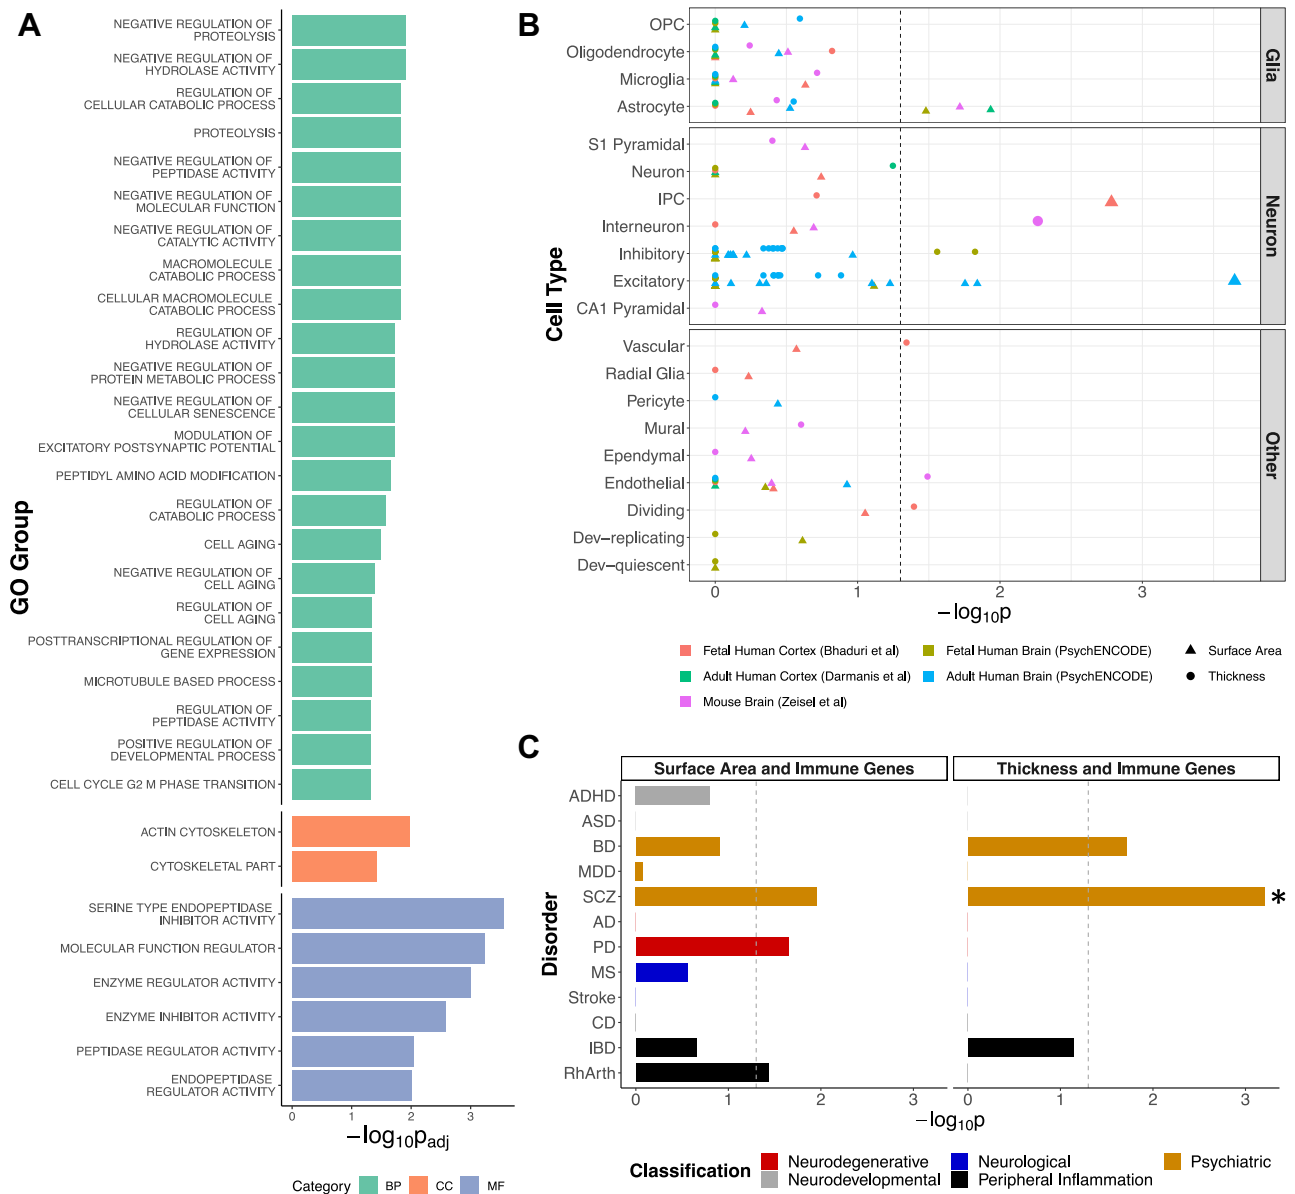 A
NEGATIVE REGULATION OF
PROTEOLYSIS
NEGATIVE REGULATION OF
HYDROLASE ACTIVITY
REGULATION OF
CELLULAR CATABOLIC PROCESS
PROTEOLYSIS
NEGATIVE REGULATION OF
PEPTIDASE ACTIVITY
NEGATIVE REGULATION OF
MOLECULAR FUNCTION
NEGATIVE REGULATION OF
CATALYTIC ACTIVITY
MACROMOLECULE
CATABOLIC PROCESS
CELLULAR MACROMOLECULE
CATABOLIC PROCESS
REGULATION OF
HYDROLASE ACTIVITY
NEGATIVE REGULATION OF
PROTEIN METABOLIC PROCESS
NEGATIVE REGULATION OF
CELLULAR SENESCENCE
MODULATION OF
EXCITATORY POSTSYNAPTIC POTENTIAL
PEPTIDYL AMINO ACID MODIFICATION
REGULATION OF
CATABOLIC PROCESS
CELL AGING
NEGATIVE REGULATION OF
CELL AGING
REGULATION OF
CELL AGING
POSTTRANSCRIPTIONAL REGULATION OF
GENE EXPRESSION
MICROTUBULE BASED PROCESS
REGULATION OF
PEPTIDASE ACTIVITY
POSITIVE REGULATION OF
DEVELOPMENTAL PROCESS
CELL CYCLE G2 M PHASE TRANSITION
ACTIN CYTOSKELETON
CYTOSKELETAL PART
SERINE TYPE ENDOPEPTIDASE
INHIBITOR ACTIVITY
MOLECULAR FUNCTION REGULATOR
ENZYME REGULATOR ACTIVITY
ENZYME INHIBITOR ACTIVITY
PEPTIDASE REGULATOR ACTIVITY
ENDOPEPTIDASE
REGULATOR ACTIVITY
GO Group
0 1 2 3
−log10padj
Category BP CC MF
B
OPC
Oligodendrocyte
Microglia
Astrocyte
Glia
S1 Pyramidal
Neuron
IPC
Interneuron
Inhibitory
Excitatory
CA1 Pyramidal
Neuron
Vascular
Radial Glia
Pericyte
Mural
Ependymal
Endothelial
Dividing
Dev−replicating
Dev−quiescent
Other
Cell Type
0 1 2 3
−log10p
Fetal Human Cortex (Bhaduri et al) Fetal Human Brain (PsychENCODE) Surface Area
Adult Human Cortex (Darmanis et al) Adult Human Brain (PsychENCODE) Thickness
Mouse Brain (Zeisel et al)
C
Surface Area and Immune Genes Thickness and Immune Genes
ADHD
ASD
BD
MDD
SCZ *
AD
PD
MS
Stroke
CD
IBD
RhArth
Disorder
0 1 2 3 0 1 2 3
−log10p
Classification Neurodegenerative Neurological Psychiatric
Neurodevelopmental Peripheral Inflammation